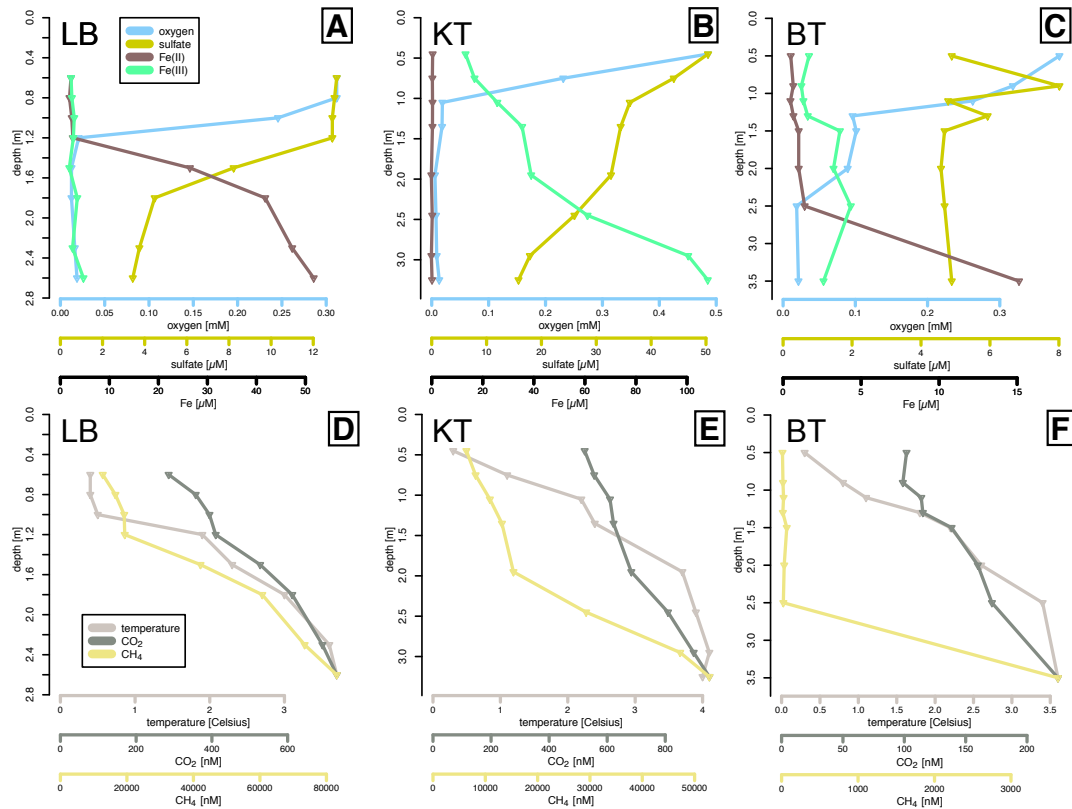 LB
A
oxygen
sulfate
Fe(II)
Fe(III)
depth [m]
0.0
0.4
0.8
1.2
1.6
2.0
2.4
2.8
0.00 0.05 0.10 0.15 0.20 0.25 0.30
oxygen [mM]
0 2 4 6 8 10 12
sulfate [µM]
0 10 20 30 40 50
Fe [µM]
KT
B
depth [m]
0.0
0.5
1.0
1.5
2.0
2.5
3.0
0.0 0.1 0.2 0.3 0.4 0.5
oxygen [mM]
0 10 20 30 40 50
sulfate [µM]
0 20 40 60 80 100
Fe [µM]
BT
C
depth [m]
0.0
0.5
1.0
1.5
2.0
2.5
3.0
3.5
0.0 0.1 0.2 0.3
oxygen [mM]
0 2 4 6 8
sulfate [µM]
0 5 10 15
Fe [µM]
LB
D
temperature
CO₂
CH₄
depth [m]
0.0
0.4
0.8
1.2
1.6
2.0
2.4
2.8
0 1 2 3
temperature [Celsius]
0 200 400 600
CO₂ [nM]
0 20000 40000 60000 80000
CH₄ [nM]
KT
E
depth [m]
0.0
0.5
1.0
1.5
2.0
2.5
3.0
0 1 2 3 4
temperature [Celsius]
0 200 400 600 800
CO₂ [nM]
0 10000 20000 30000 40000 50000
CH₄ [nM]
BT
F
depth [m]
0.0
0.5
1.0
1.5
2.0
2.5
3.0
3.5
0.0 0.5 1.0 1.5 2.0 2.5 3.0 3.5
temperature [Celsius]
0 50 100 150 200
CO₂ [nM]
0 1000 2000 3000
CH₄ [nM]